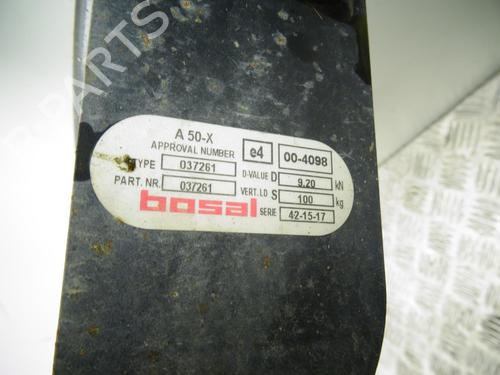 A 50-X
APPROVAL NUMBER e4 00-4098
TYPE 037261 D-VALUE D 9.20 kN
PART. NR. 037261 VERT. LD S 100 kg
bosal SERIE 42-15-17
PARTS